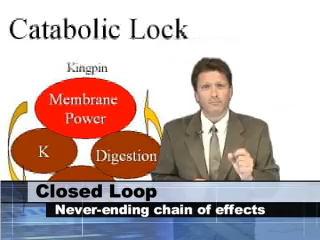 Catabolic Lock
Kingpin
Membrane
Power
K
Digestion
Closed Loop
Never-ending chain of effects